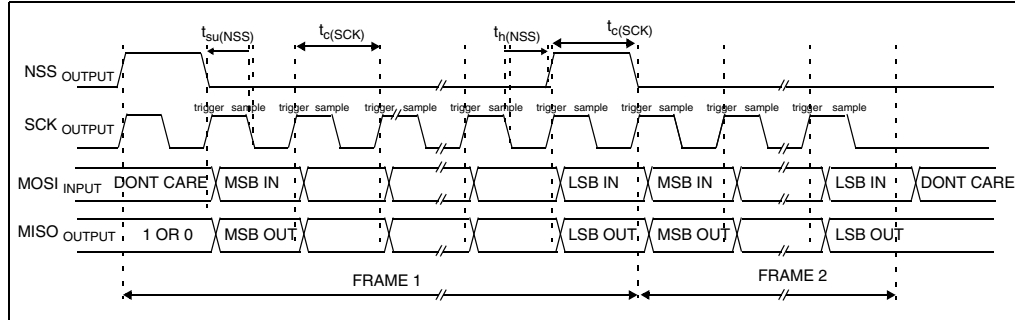 tsu(NSS) tc(SCK) th(NSS) tc(SCK)
NSS OUTPUT
trigger sample trigger sample trigger sample trigger sample trigger sample trigger sample trigger sample trigger sample
SCK OUTPUT
MOSI INPUT DONT CARE MSB IN LSB IN MSB IN LSB IN DONT CARE
MISO OUTPUT 1 OR 0 MSB OUT LSB OUT MSB OUT LSB OUT
FRAME 1 FRAME 2